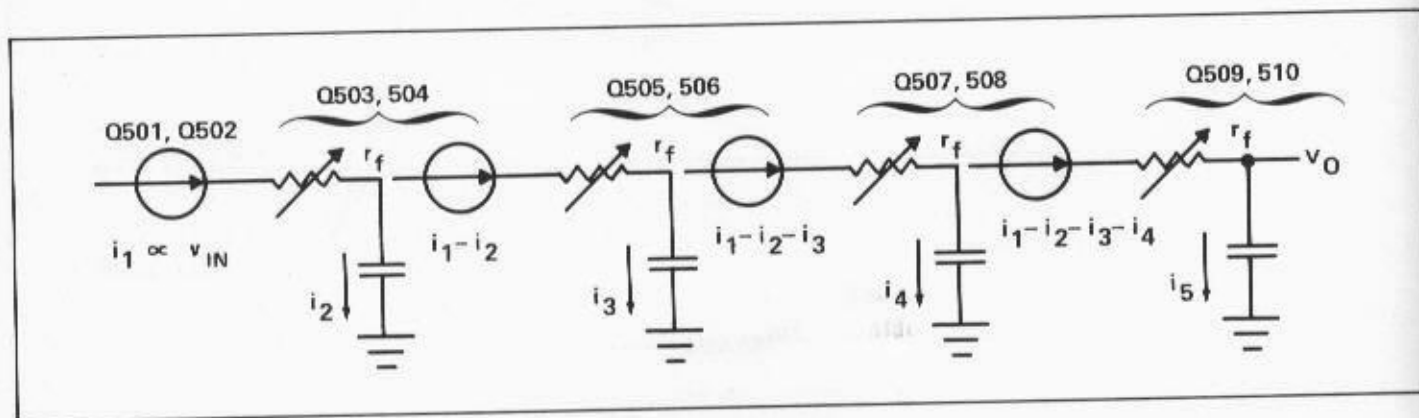 Q501, Q502
Q503, 504
Q505, 506
Q507, 508
Q509, 510
r_f
r_f
r_f
r_f
v_O
i_1 ∝ v_IN
i_1 – i_2
i_1 – i_2 – i_3
i_1 – i_2 – i_3 – i_4
i_2
i_3
i_4
i_5